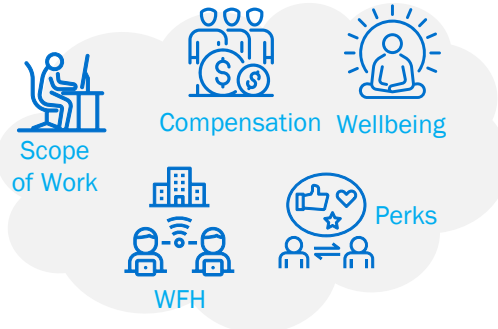 Compensation
Wellbeing
Scope
of Work
Perks
WFH